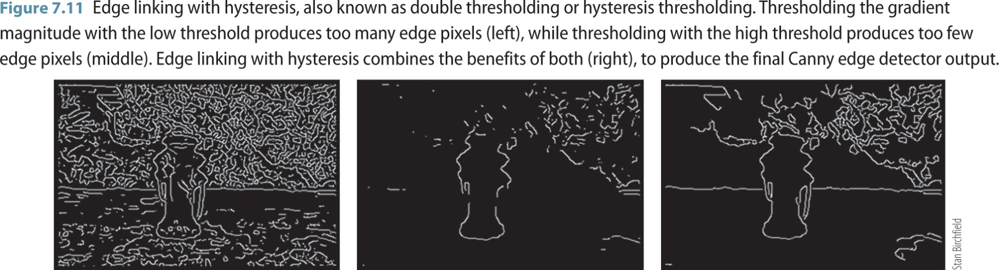 Figure 7.11 Edge linking with hysteresis, also known as double thresholding or hysteresis thresholding. Thresholding the gradient
magnitude with the low threshold produces too many edge pixels (left), while thresholding with the high threshold produces too few
edge pixels (middle). Edge linking with hysteresis combines the benefits of both (right), to produce the final Canny edge detector output.
Stan Birchfield